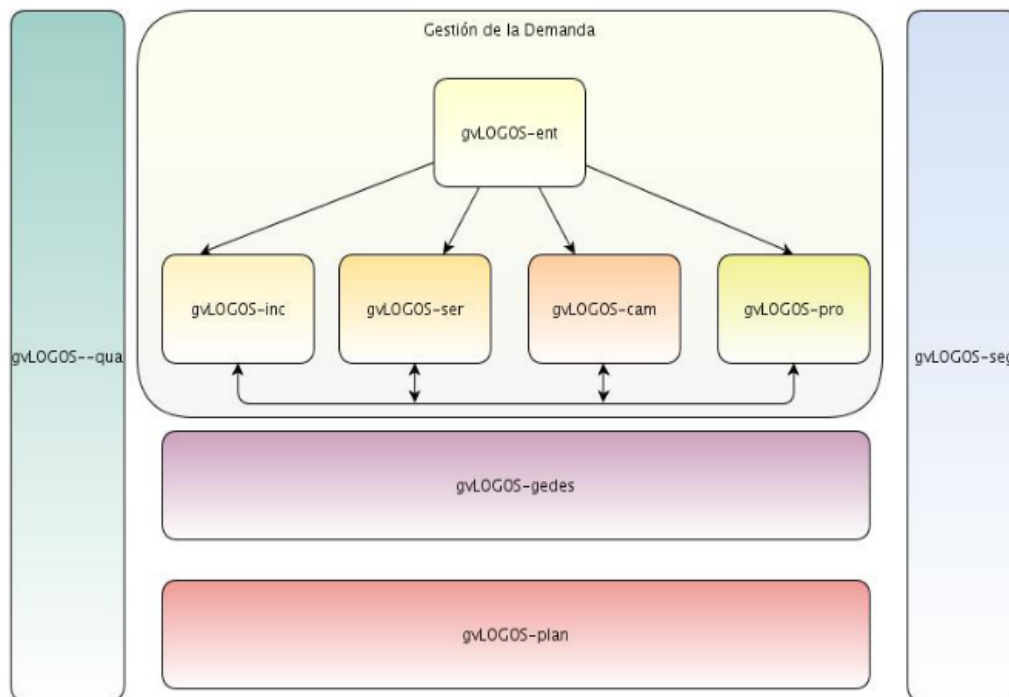 Gestión de la Demanda
gvLOGOS-ent
gvLOGOS-inc
gvLOGOS-ser
gvLOGOS-cam
gvLOGOS-pro
gvLOGOS--qua
gvLOGOS-seg
gvLOGOS-gedes
gvLOGOS-plan